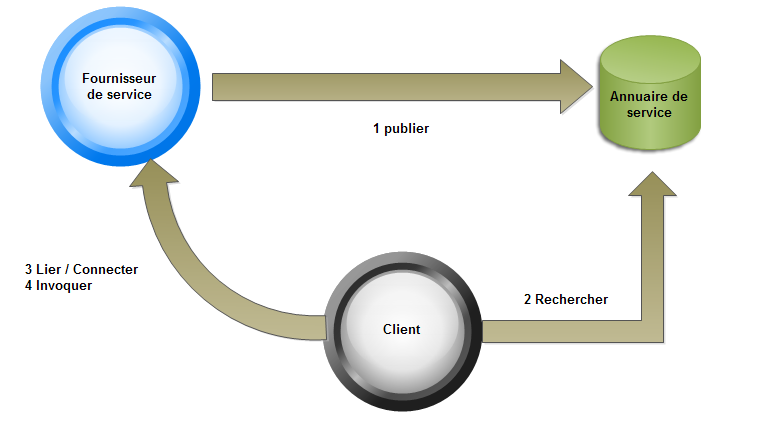 Fournisseur
de service
Annuaire de
service
1 publier
3 Lier / Connecter
4 Invoquer
2 Rechercher
Client